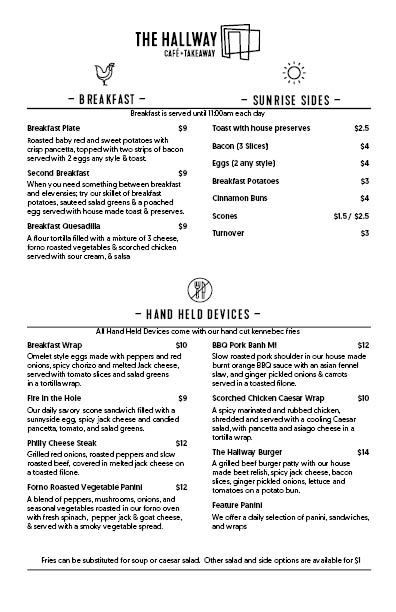 THE HALLWAY
CAFÉ+TAKEAWAY
– BREAKFAST –
– SUNRISE SIDES –
Breakfast is served until 11:00am each day
Breakfast Plate $9
Roasted baby red and sweet potatoes with
crisp pancetta, topped with two strips of bacon
served with 2 eggs any style & toast.
Second Breakfast $9
When you need something between breakfast
and elevensies; try our skillet of breakfast
potatoes, sauteed salad greens & a poached
egg served with house made toast & preserves.
Breakfast Quesadilla $9
A flour tortilla filled with a mixture of 3 cheese,
forno roasted vegetables & scorched chicken
served with sour cream, & salsa
Toast with house preserves $2.5
Bacon (3 Slices) $4
Eggs (2 any style) $4
Breakfast Potatoes $3
Cinnamon Buns $4
Scones $1.5 / $2.5
Turnover $3
– HAND HELD DEVICES –
All Hand Held Devices come with our hand cut kennebec fries
Breakfast Wrap $10
Omelet style eggs made with peppers and red
onions, spicy chorizo and melted Jack cheese,
served with tomato slices and salad greens
in a tortilla wrap.
Fire in the Hole $9
Our daily savory scone sandwich filled with a
sunnyside egg, spicy jack cheese and candied
pancetta, tomato, and salad greens.
Philly Cheese Steak $12
Grilled red onions, roasted peppers and slow
roasted beef, covered in melted jack cheese on
a toasted filone.
Forno Roasted Vegetable Panini $12
A blend of peppers, mushrooms, onions, and
seasonal vegetables roasted in our forno oven
with fresh spinach, pepper jack & goat cheese,
& served with a smoky vegetable spread.
BBQ Pork Banh Mi $12
Slow roasted pork shoulder in our house made
burnt orange BBQ sauce with an asian fennel
slaw, and ginger pickled onions & carrots
served in a toasted filone.
Scorched Chicken Caesar Wrap $10
A spicy marinated and rubbed chicken,
shredded and served with a cooling Caesar
salad, with pancetta and asiago cheese in a
tortilla wrap.
The Hallway Burger $14
A grilled beef burger patty with our house
made beet relish, spicy jack cheese, bacon
slices, ginger pickled onions, lettuce and
tomatoes on a potato bun.
Feature Panini
We offer a daily selection of panini, sandwiches,
and wraps
Fries can be substituted for soup or caesar salad. Other salad and side options are available for $1